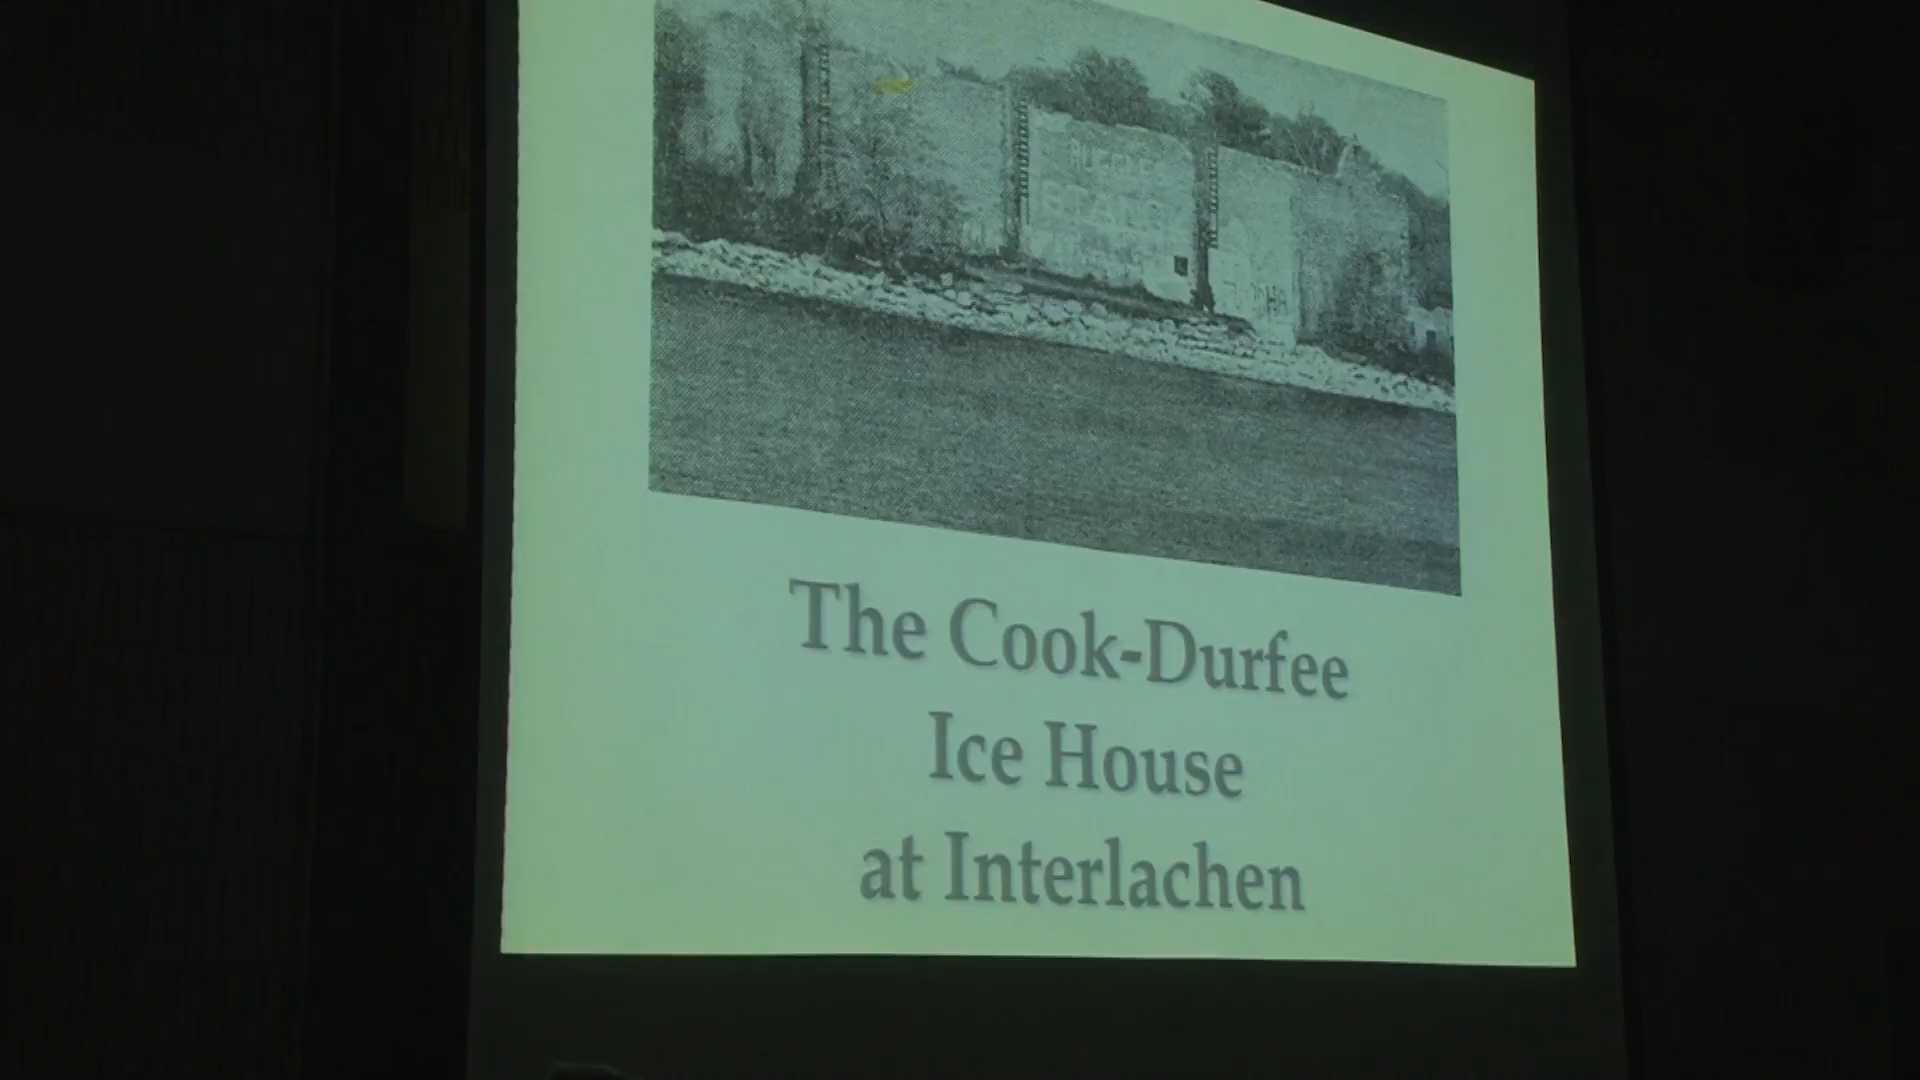 The Cook-Durfee
Ice House
at Interlachen